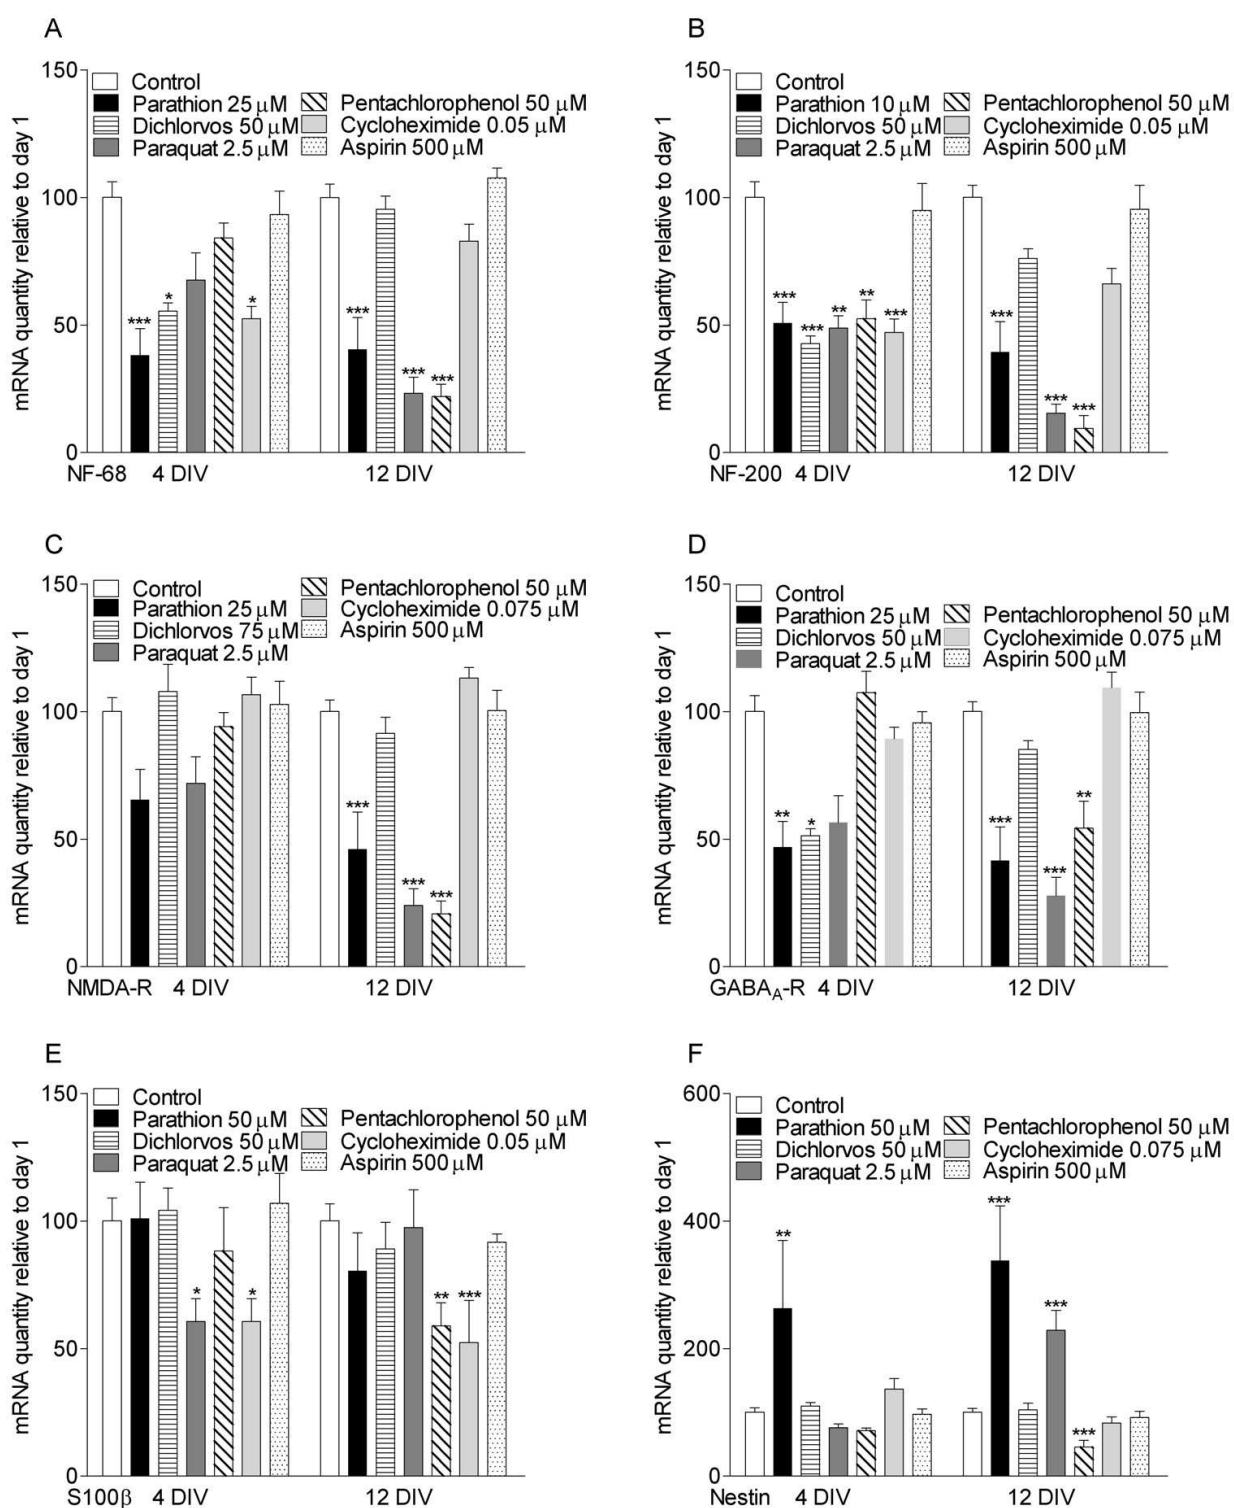 A
mRNA quantity relative to day 1
150
100
50
0
Control
Parathion 25 μM
Dichlorvos 50 μM
Paraquat 2.5 μM
Pentachlorophenol 50 μM
Cycloheximide 0.05 μM
Aspirin 500 μM
***
*
*
***
***
***
NF-68 4 DIV 12 DIV
B
mRNA quantity relative to day 1
150
100
50
0
Control
Parathion 10 μM
Dichlorvos 50 μM
Paraquat 2.5 μM
Pentachlorophenol 50 μM
Cycloheximide 0.05 μM
Aspirin 500 μM
***
***
**
**
***
***
***
***
NF-200 4 DIV 12 DIV
C
mRNA quantity relative to day 1
150
100
50
0
Control
Parathion 25 μM
Dichlorvos 75 μM
Paraquat 2.5 μM
Pentachlorophenol 50 μM
Cycloheximide 0.075 μM
Aspirin 500 μM
***
***
***
NMDA-R 4 DIV 12 DIV
D
mRNA quantity relative to day 1
150
100
50
0
Control
Parathion 25 μM
Dichlorvos 50 μM
Paraquat 2.5 μM
Pentachlorophenol 50 μM
Cycloheximide 0.075 μM
Aspirin 500 μM
**
*
***
***
**
GABA_A-R 4 DIV 12 DIV
E
mRNA quantity relative to day 1
150
100
50
0
Control
Parathion 50 μM
Dichlorvos 50 μM
Paraquat 2.5 μM
Pentachlorophenol 50 μM
Cycloheximide 0.05 μM
Aspirin 500 μM
*
*
**
***
S100β 4 DIV 12 DIV
F
mRNA quantity relative to day 1
600
400
200
0
Control
Parathion 50 μM
Dichlorvos 50 μM
Paraquat 2.5 μM
Pentachlorophenol 50 μM
Cycloheximide 0.075 μM
Aspirin 500 μM
**
***
***
***
Nestin 4 DIV 12 DIV